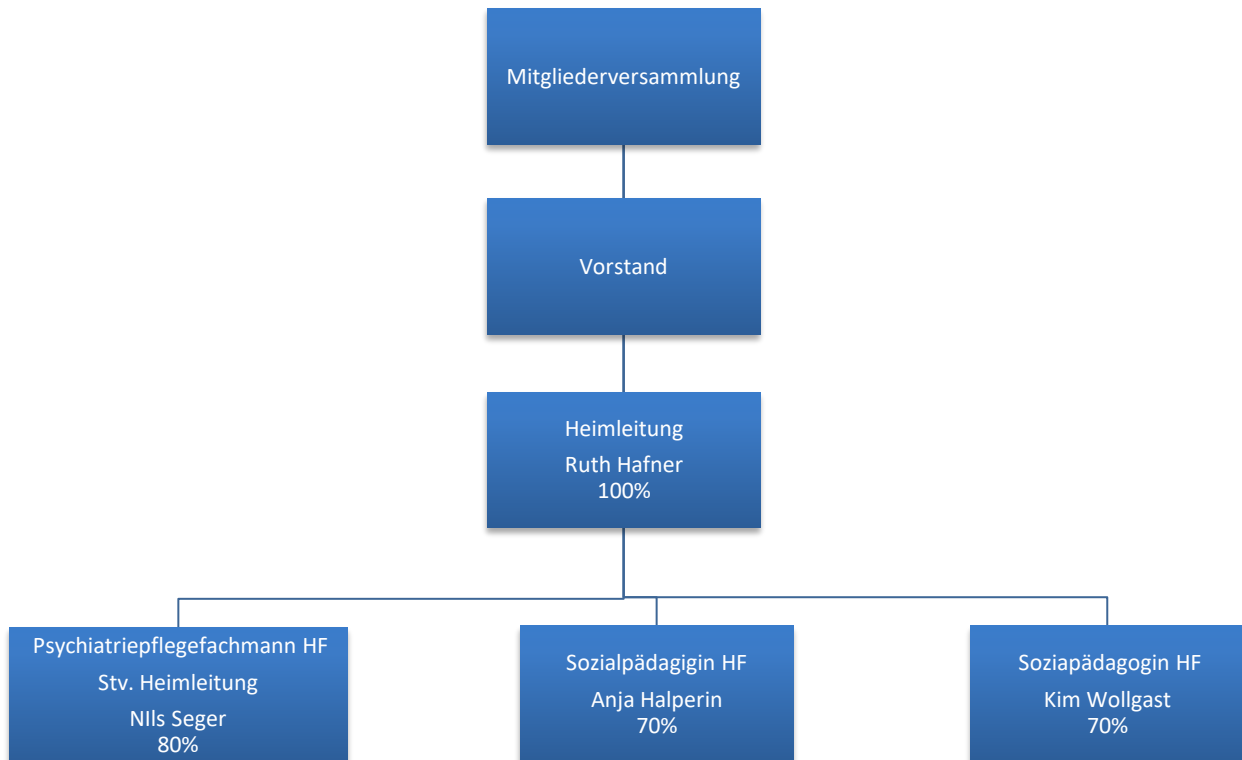 Mitgliederversammlung
Vorstand
Heimleitung
Ruth Hafner
100%
Psychiatriepflegefachmann HF
Stv. Heimleitung
NIls Seger
80%
Sozialpädagigin HF
Anja Halperin
70%
Soziapädagogin HF
Kim Wollgast
70%